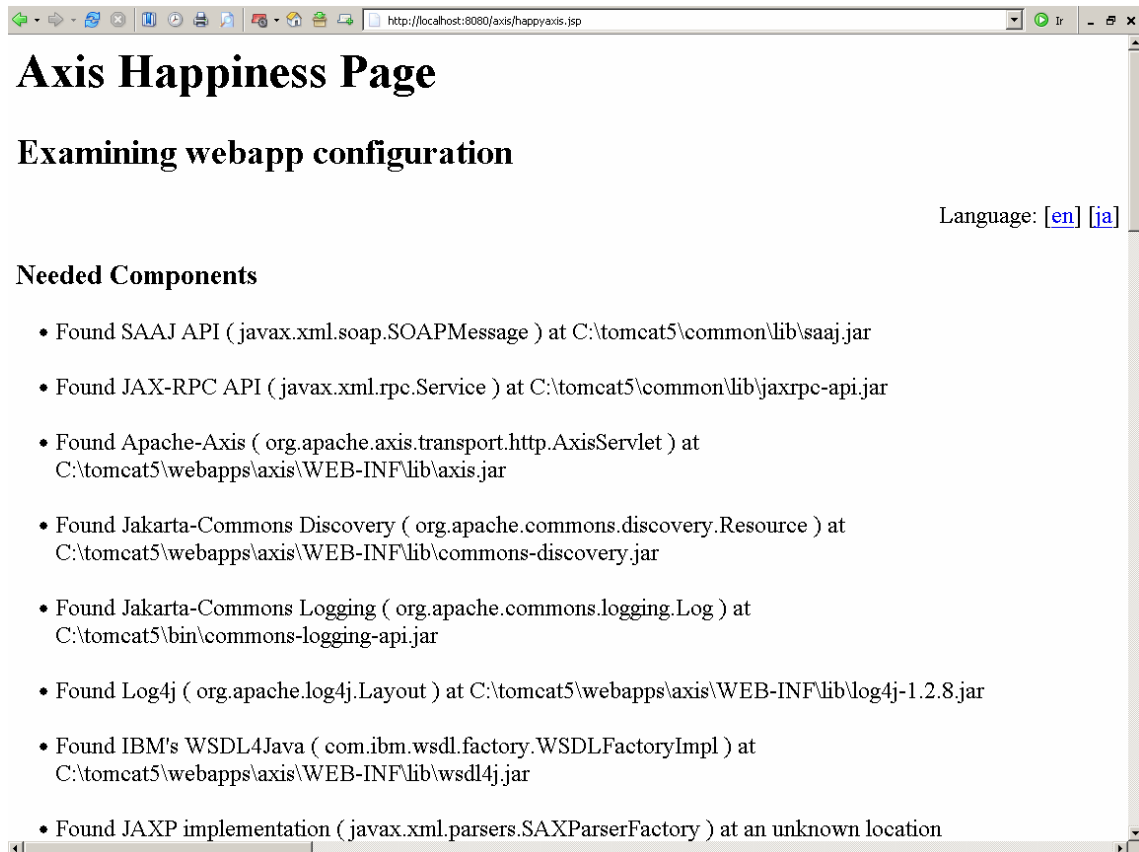 http://localhost:8080/axis/happyaxis.jsp
Ir
Axis Happiness Page
Examining webapp configuration
Language: [en] [ja]
Needed Components
• Found SAAJ API ( javax.xml.soap.SOAPMessage ) at C:\tomcat5\common\lib\saaj.jar
• Found JAX-RPC API ( javax.xml.rpc.Service ) at C:\tomcat5\common\lib\jaxrpc-api.jar
• Found Apache-Axis ( org.apache.axis.transport.http.AxisServlet ) at
C:\tomcat5\webapps\axis\WEB-INF\lib\axis.jar
• Found Jakarta-Commons Discovery ( org.apache.commons.discovery.Resource ) at
C:\tomcat5\webapps\axis\WEB-INF\lib\commons-discovery.jar
• Found Jakarta-Commons Logging ( org.apache.commons.logging.Log ) at
C:\tomcat5\bin\commons-logging-api.jar
• Found Log4j ( org.apache.log4j.Layout ) at C:\tomcat5\webapps\axis\WEB-INF\lib\log4j-1.2.8.jar
• Found IBM's WSDL4Java ( com.ibm.wsdl.factory.WSDLFactoryImpl ) at
C:\tomcat5\webapps\axis\WEB-INF\lib\wsdl4j.jar
• Found JAXP implementation ( javax.xml.parsers.SAXParserFactory ) at an unknown location